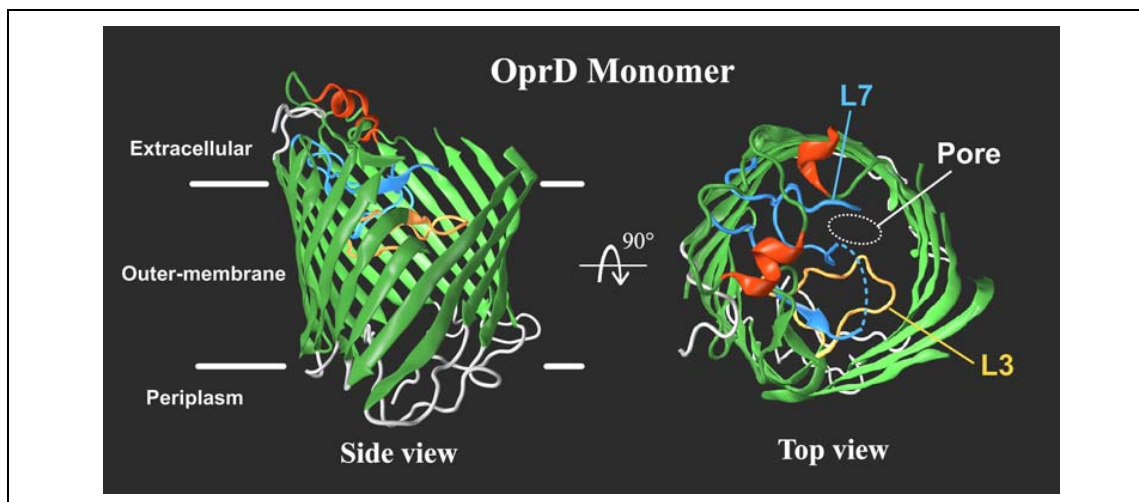 OprD Monomer
Extracellular
Outer-membrane
Periplasm
Side view
90°
L7
Pore
L3
Top view